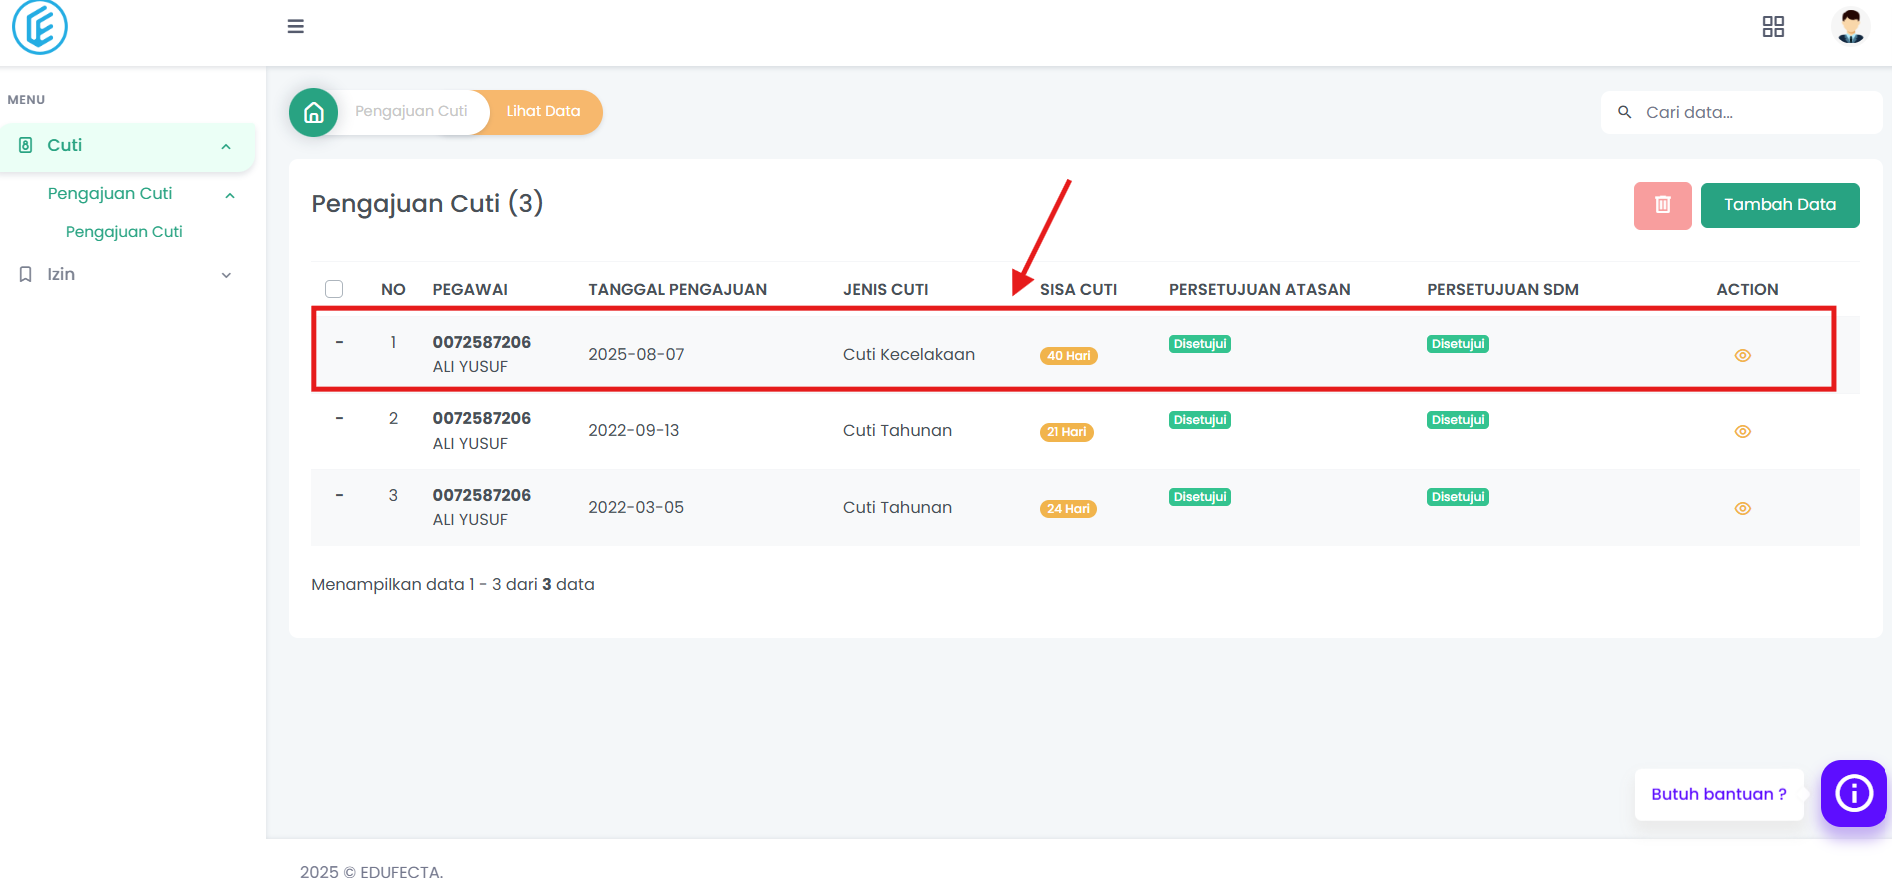 MENU
Cuti
Pengajuan Cuti
Pengajuan Cuti
Izin
Pengajuan Cuti Lihat Data
Cari data...
Pengajuan Cuti (3)
Tambah Data
NO PEGAWAI TANGGAL PENGAJUAN JENIS CUTI SISA CUTI PERSETUJUAN ATASAN PERSETUJUAN SDM ACTION
- 1 0072587206 ALI YUSUF 2025-08-07 Cuti Kecelakaan 40 Hari Disetujui Disetujui
- 2 0072587206 ALI YUSUF 2022-09-13 Cuti Tahunan 21 Hari Disetujui Disetujui
- 3 0072587206 ALI YUSUF 2022-03-05 Cuti Tahunan 24 Hari Disetujui Disetujui
Menampilkan data 1 - 3 dari 3 data
Butuh bantuan ?
2025 © EDUFECTA.